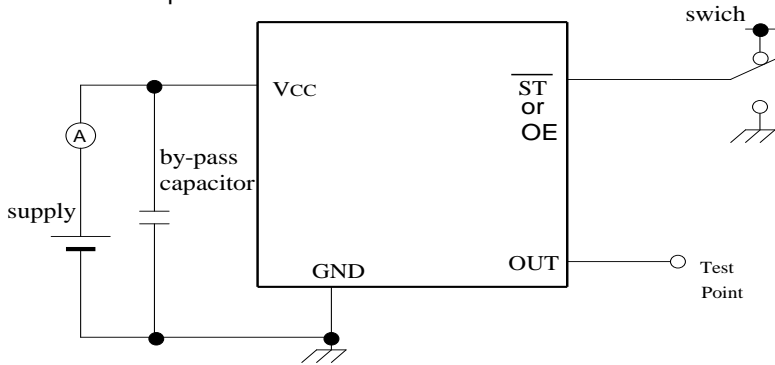 swich
VCC
ST
or
OE
A
by-pass
capacitor
supply
GND
OUT
Test
Point